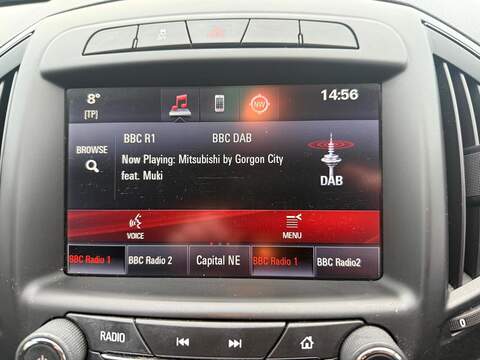 8°
[TP]
NW
14:56
BBC R1
BBC DAB
BROWSE
Now Playing: Mitsubishi by Gorgon City
feat. Muki
DAB
VOICE
MENU
BBC Radio 1
BBC Radio 2
Capital NE
BBC Radio 1
BBC Radio2
RADIO
0